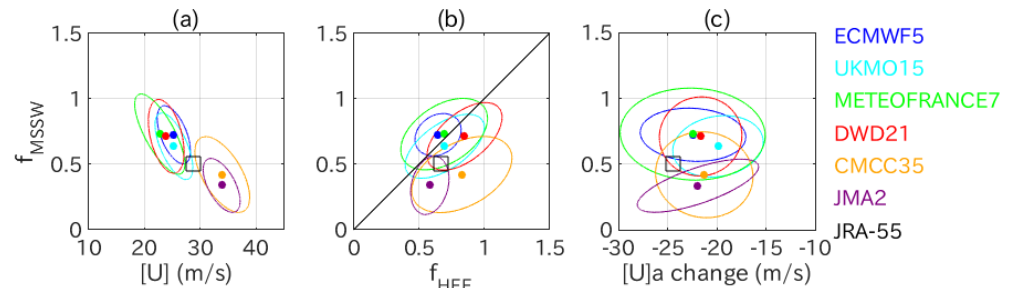 (a)
(b)
(c)
f_MSSW
1.5
1
0.5
0
10 20 30 40
[U] (m/s)
1.5
1
0.5
0
0 0.5 1 1.5
f_HFF
1.5
1
0.5
0
-30 -25 -20 -15 -10
[U]a change (m/s)
ECMWF5
UKMO15
METEOFRANCE7
DWD21
CMCC35
JMA2
JRA-55